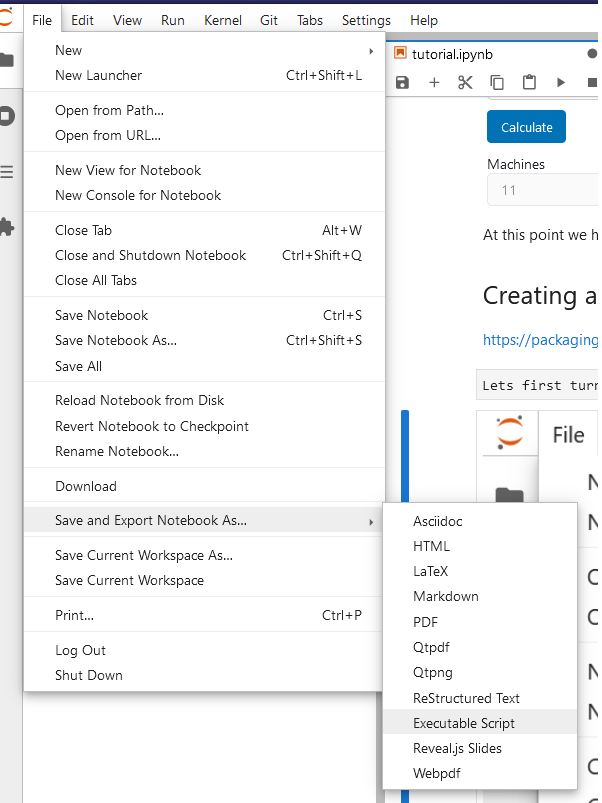 File Edit View Run Kernel Git Tabs Settings Help
New
New Launcher Ctrl+Shift+L
Open from Path...
Open from URL...
New View for Notebook
New Console for Notebook
Close Tab Alt+W
Close and Shutdown Notebook Ctrl+Shift+Q
Close All Tabs
Save Notebook Ctrl+S
Save Notebook As... Ctrl+Shift+S
Save All
Reload Notebook from Disk
Revert Notebook to Checkpoint
Rename Notebook...
Download
Save and Export Notebook As...
Save Current Workspace As...
Save Current Workspace
Print... Ctrl+P
Log Out
Shut Down
Asciidoc
HTML
LaTeX
Markdown
PDF
Qtpdf
Qtpng
ReStructured Text
Executable Script
Reveal.js Slides
Webpdf
tutorial.ipynb
Calculate
Machines
11
At this point we h
Creating a
https://packaging
Lets first turn
File